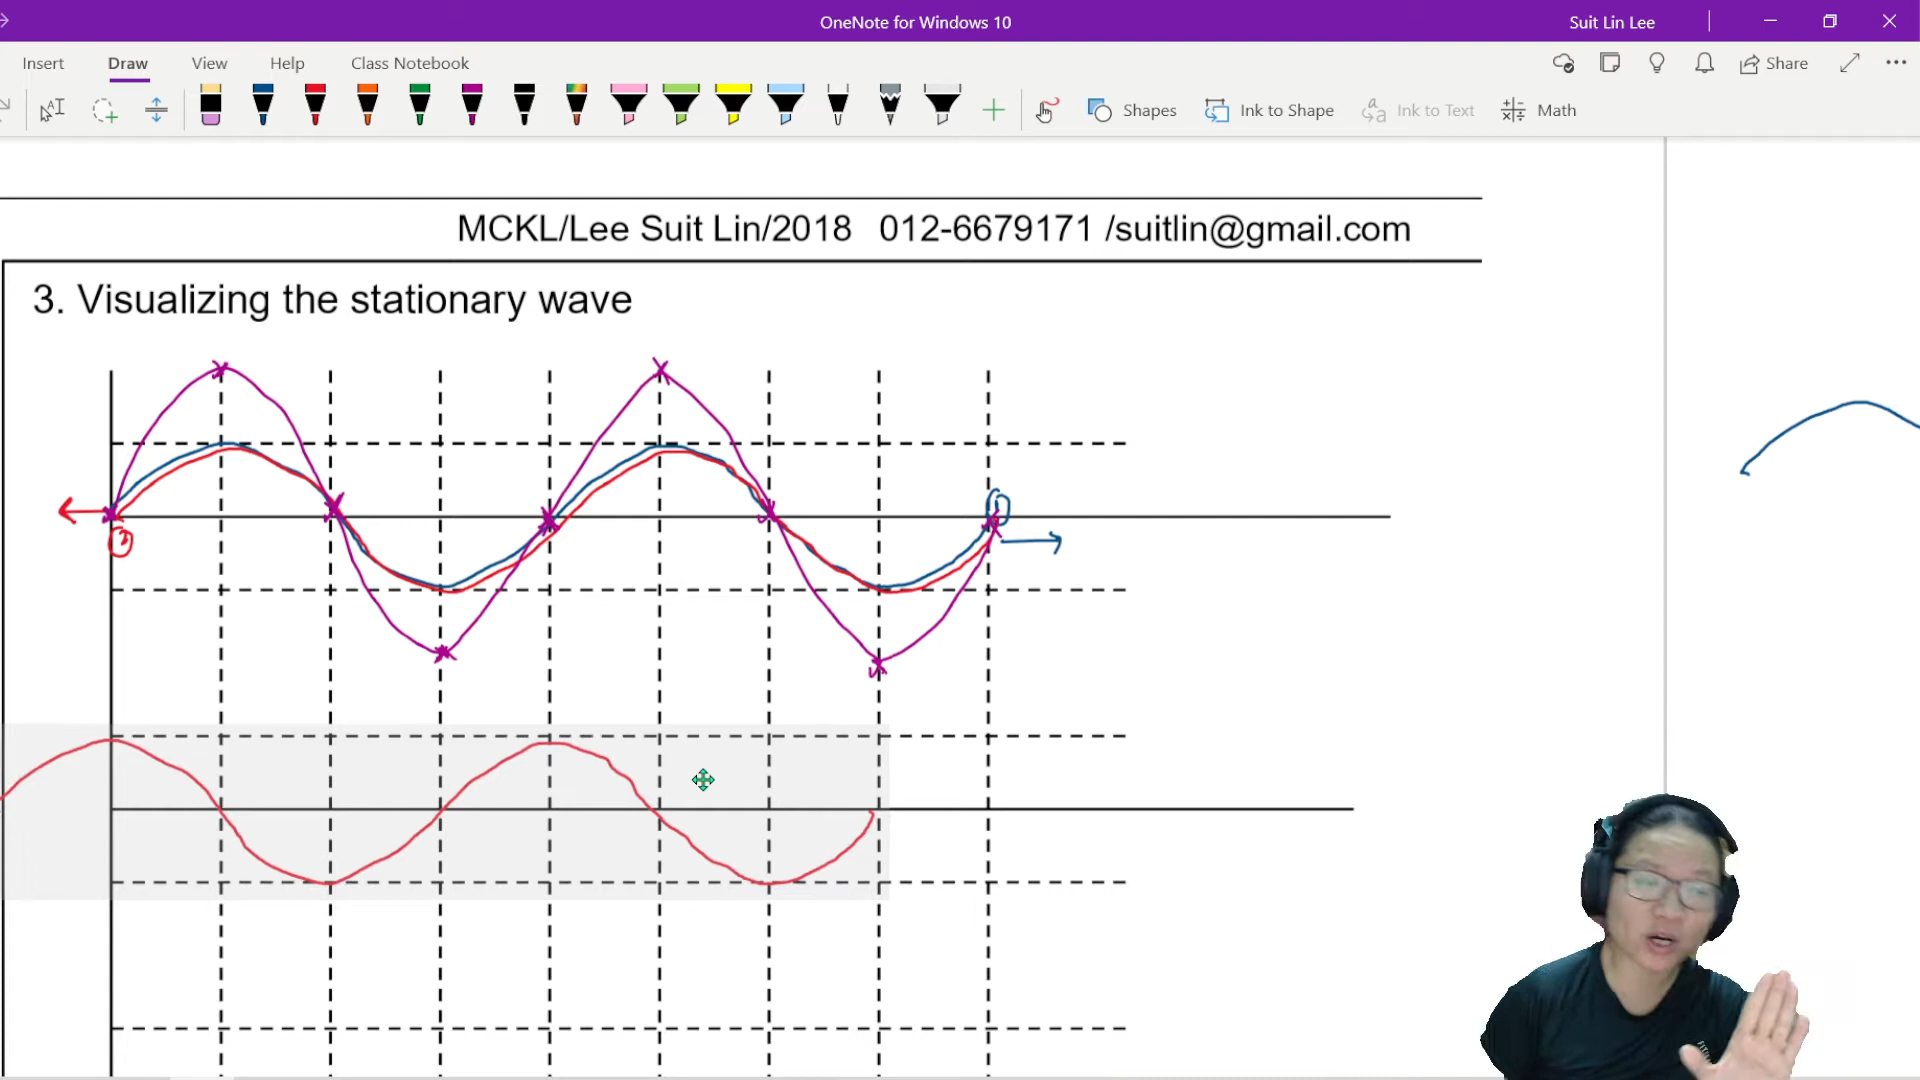 OneNote for Windows 10
Suit Lin Lee
Insert
Draw
View
Help
Class Notebook
Share
Shapes
Ink to Shape
Ink to Text
Math
MCKL/Lee Suit Lin/2018 012-6679171 /suitlin@gmail.com
3. Visualizing the stationary wave